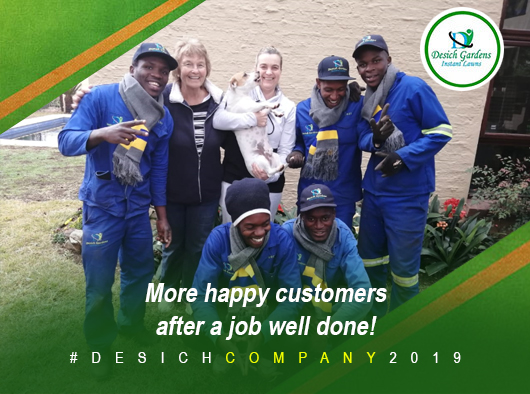 Desich Gardens
Instant Lawns
More happy customers
after a job well done!
#DESICHCOMPANY2019